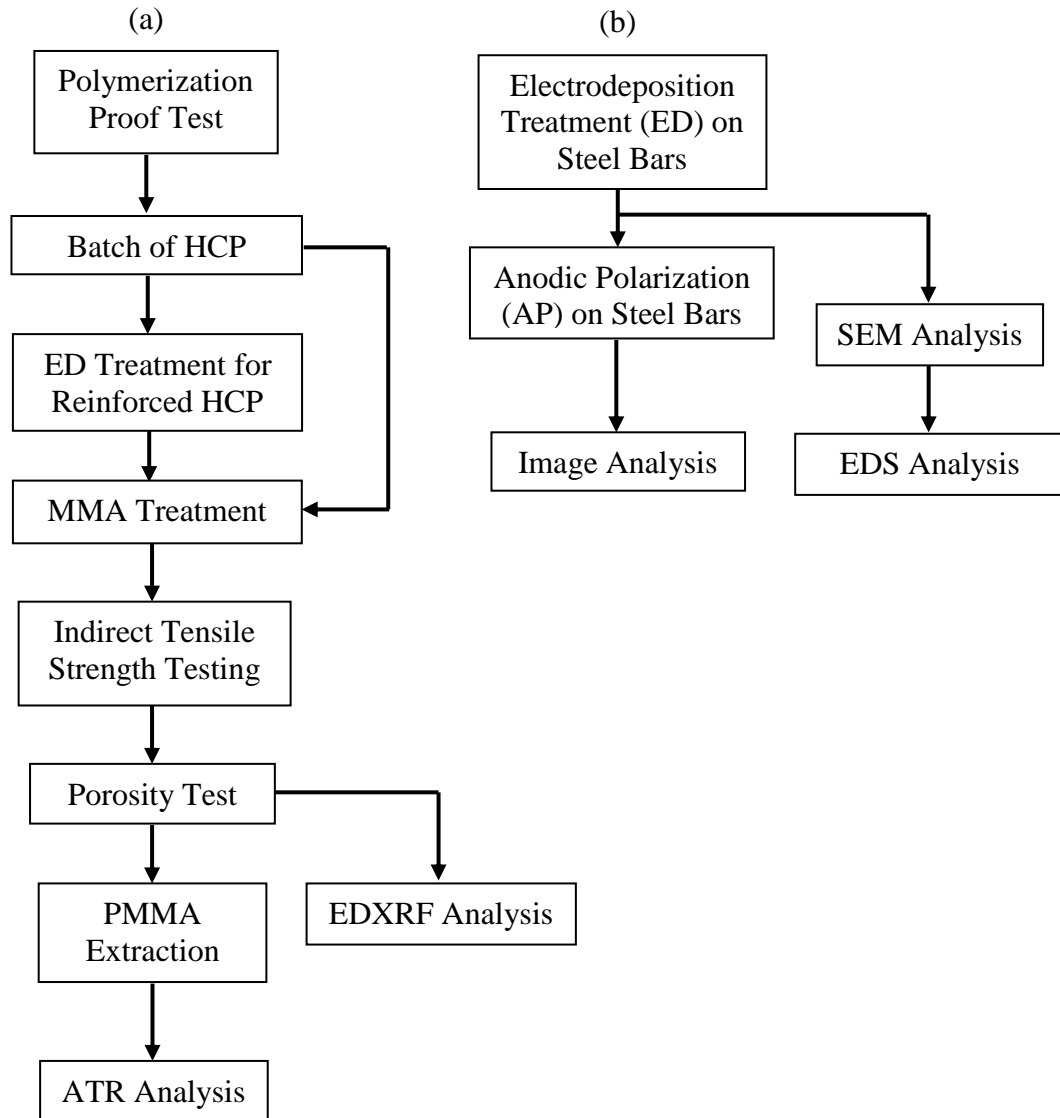 (a)
Polymerization
Proof Test
Batch of HCP
ED Treatment for
Reinforced HCP
MMA Treatment
Indirect Tensile
Strength Testing
Porosity Test
PMMA
Extraction
EDXRF Analysis
ATR Analysis
(b)
Electrodeposition
Treatment (ED) on
Steel Bars
Anodic Polarization
(AP) on Steel Bars
SEM Analysis
Image Analysis
EDS Analysis